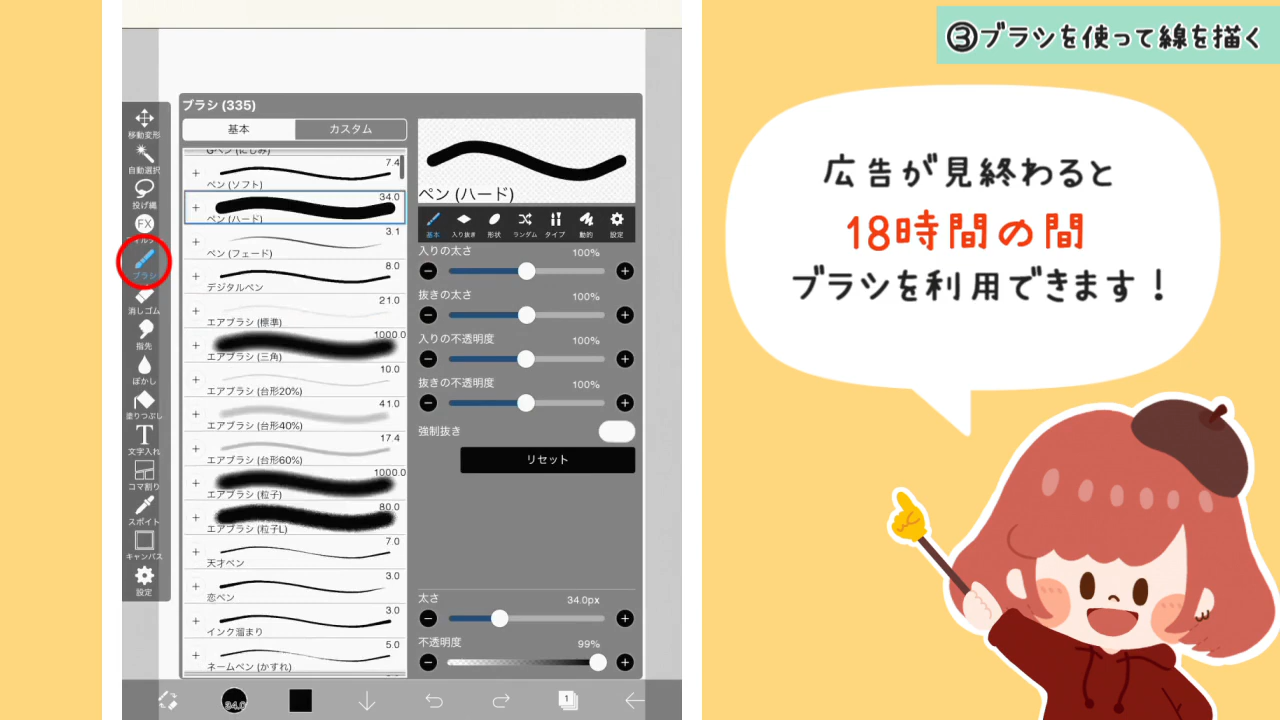 ③ブラシを使って線を描く
広告が見終わると
18時間の間
ブラシを利用できます！
移動変形
自動選択
投げ縄
FX
ブラシ
消しゴム
指先
ぼかし
塗りつぶし
T
文字入れ
コマ割り
スポイト
キャンバス
設定
ブラシ (335)
基本
カスタム
Gペン (にじみ)
7.4
ペン (ソフト)
34.0
ペン (ハード)
3.1
ペン (フェード)
8.0
デジタルペン
21.0
エアブラシ (標準)
1000.0
エアブラシ (三角)
10.0
エアブラシ (台形20%)
41.0
エアブラシ (台形40%)
17.4
エアブラシ (台形60%)
1000.0
エアブラシ (粒子)
80.0
エアブラシ (粒子L)
7.0
天才ペン
3.0
恋ペン
3.0
インク溜まり
5.0
ネームペン (かすれ)
ペン (ハード)
基本 入り抜き 形状 ランダム タイプ 動的 設定
入りの太さ 100%
抜きの太さ 100%
入りの不透明度 100%
抜きの不透明度 100%
強制抜き
リセット
太さ 34.0px
不透明度 99%
34.0
1